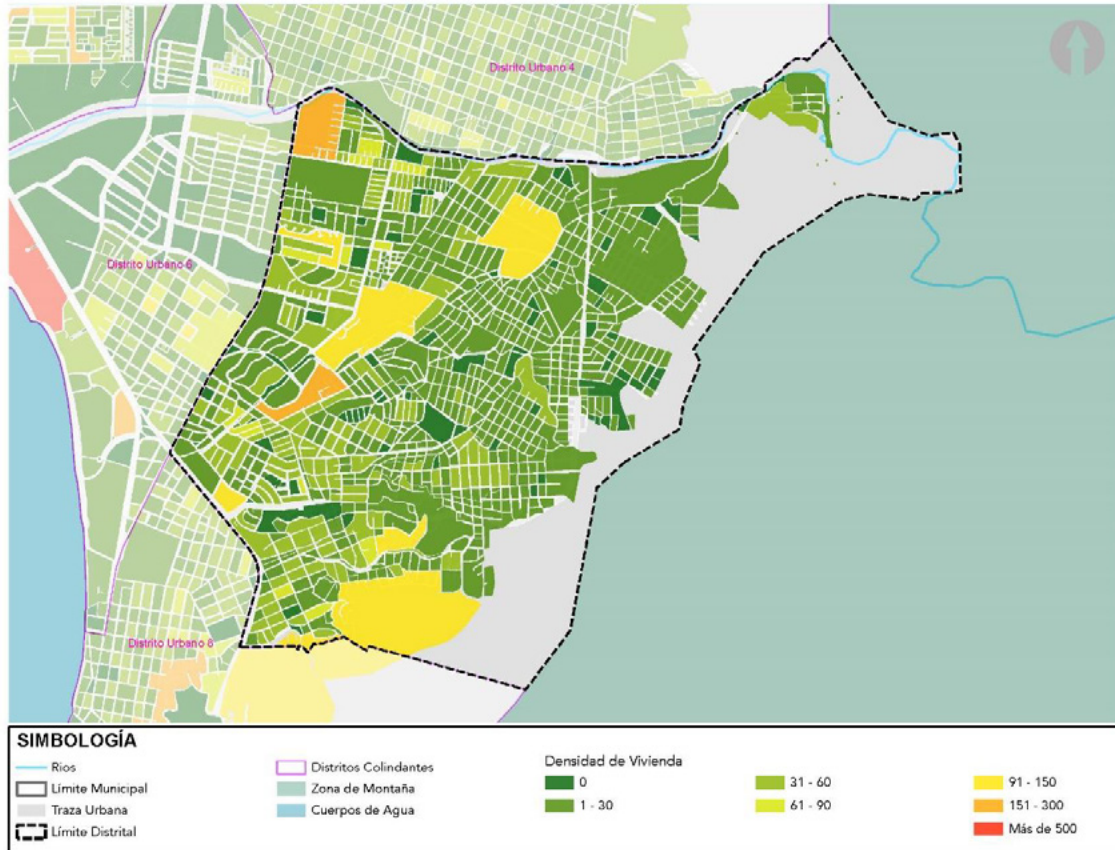 Distrito Urbano 4
Distrito Urbano 6
Distrito Urbano 8
SIMBOLOGÍA
Rios
Límite Municipal
Traza Urbana
Límite Distrital
Distritos Colindantes
Zona de Montaña
Cuerpos de Agua
Densidad de Vivienda
0
1 - 30
31 - 60
61 - 90
91 - 150
151 - 300
Más de 500